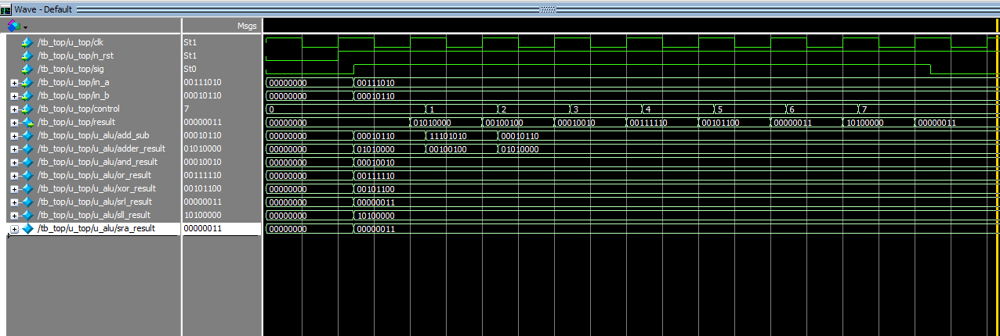 Wave - Default
Msgs
/tb_top/u_top/clk St1
/tb_top/u_top/n_rst St1
/tb_top/u_top/sig St0
/tb_top/u_top/in_a 00111010 00000000 00111010
/tb_top/u_top/in_b 00010110 00000000 00010110
/tb_top/u_top/control 7 0 1 2 3 4 5 6 7
/tb_top/u_top/result 00000011 00000000 01010000 00100100 00010010 00111110 00101100 00000011 10100000 00000011
/tb_top/u_top/u_alu/add_sub 00010110 00000000 00010110 11101010 00010110
/tb_top/u_top/u_alu/adder_result 01010000 00000000 01010000 00100100 01010000
/tb_top/u_top/u_alu/and_result 00010010 00000000 00010010
/tb_top/u_top/u_alu/or_result 00111110 00000000 00111110
/tb_top/u_top/u_alu/xor_result 00101100 00000000 00101100
/tb_top/u_top/u_alu/srl_result 00000011 00000000 00000011
/tb_top/u_top/u_alu/sll_result 10100000 00000000 10100000
/tb_top/u_top/u_alu/sra_result 00000011 00000000 00000011